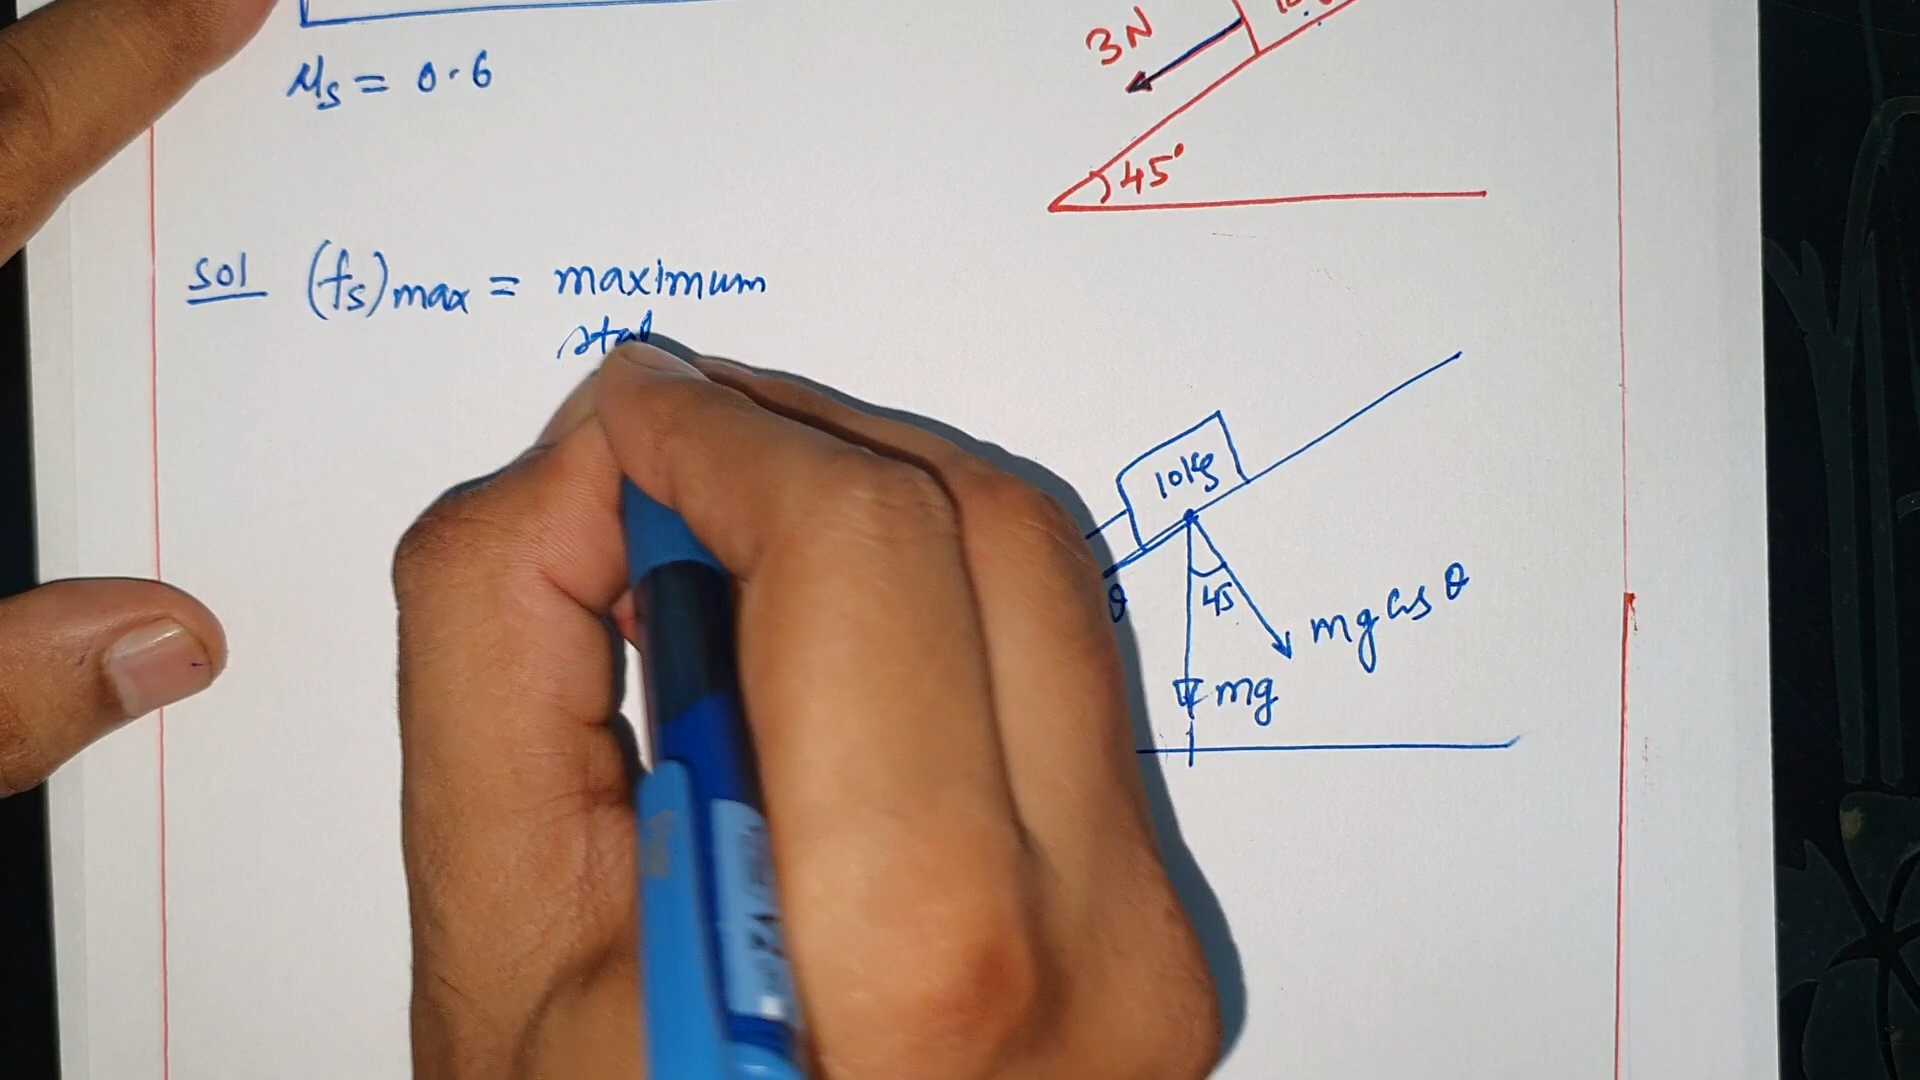 3N
μs = 0.6
45°
Sol (fs)max = maximum
10kg
45
θ
mg cos θ
mg